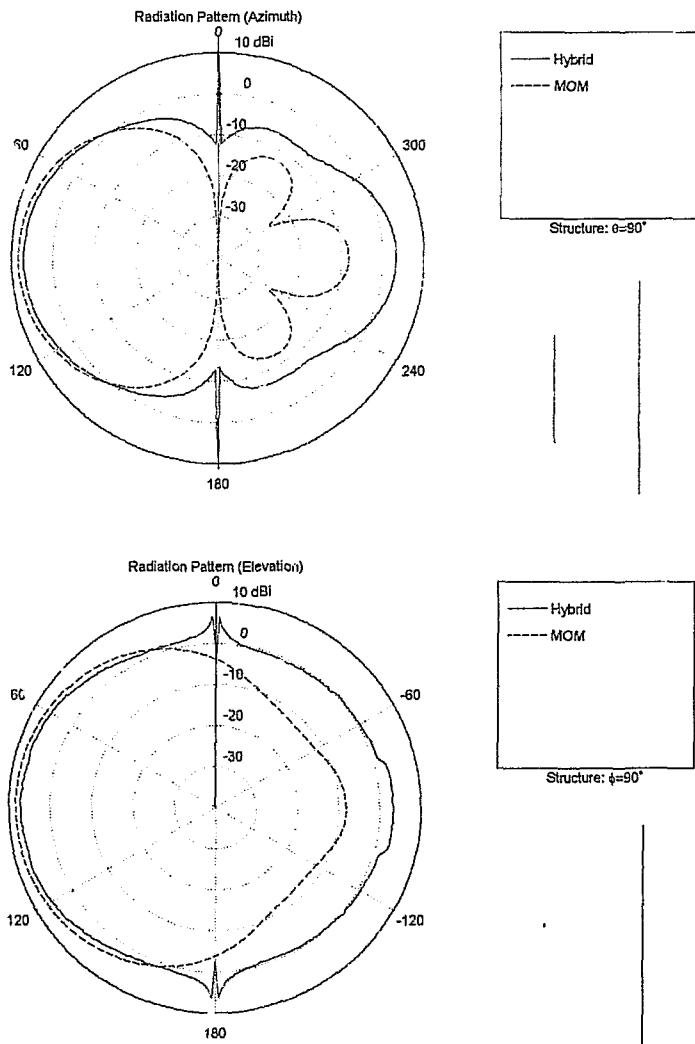 Radiation Pattern (Azimuth)
0
10 dBi
0
-10
-20
-30
60
300
120
240
180
Hybrid
MOM
Structure: θ=90°
Radiation Pattern (Elevation)
0
10 dBi
0
-10
-20
-30
60
-60
120
-120
180
Hybrid
MOM
Structure: ϕ=90°